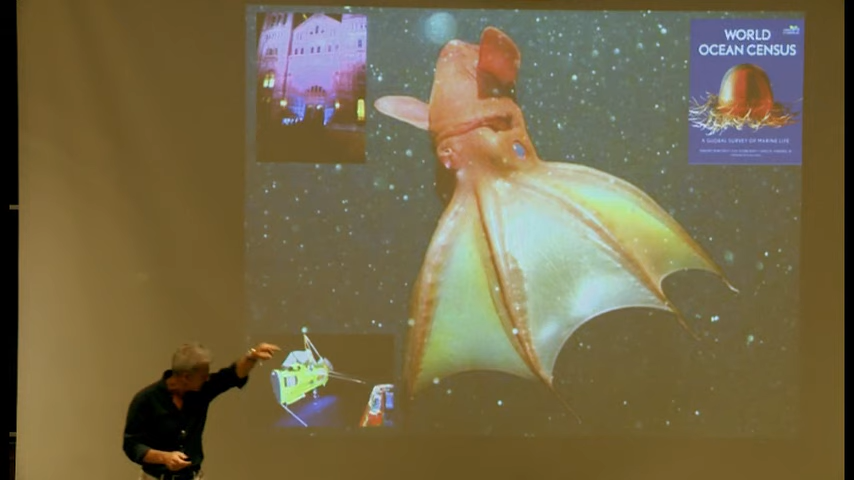 WORLD
OCEAN CENSUS
A GLOBAL SURVEY OF MARINE LIFE